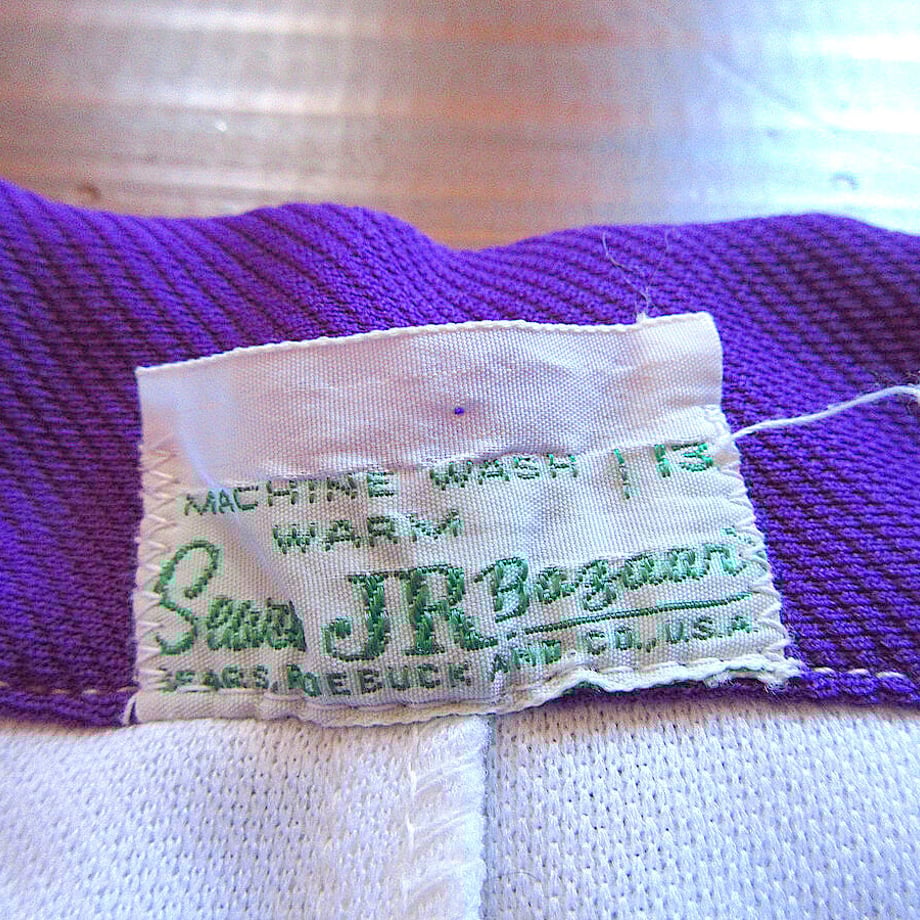 MACHINE WASH | 13
WARM
Sears JR Bazaar
SEARS, ROEBUCK AND CO., U.S.A.